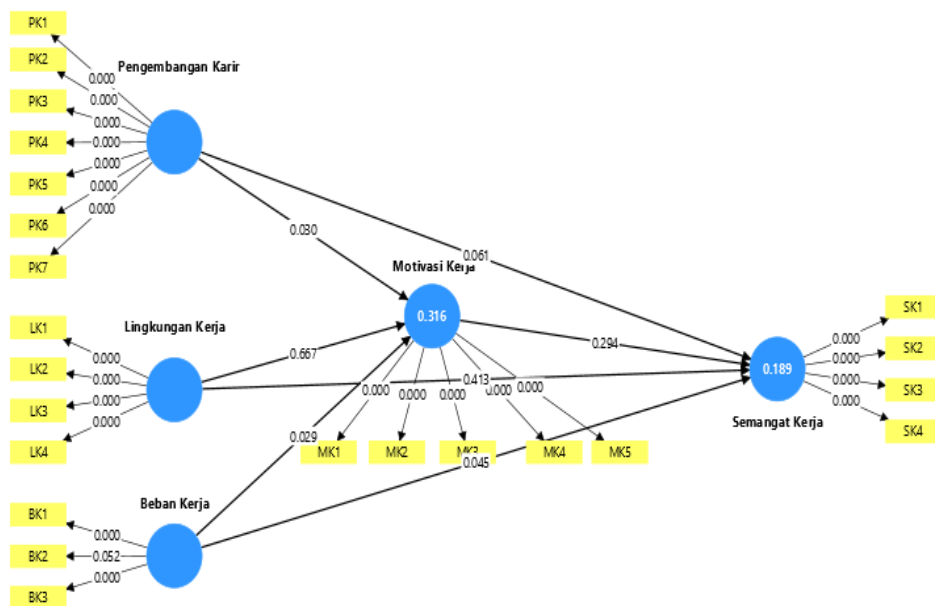 PK1
PK2
PK3
PK4
PK5
PK6
PK7
0.000
0.000
0.000
0.000
0.000
0.000
0.000
Pengembangan Karir
0.030
0.061
Motivasi Kerja
0.316
LK1
LK2
LK3
LK4
0.000
0.000
0.000
0.000
Lingkungan Kerja
0.667
0.413
0.294
0.000
0.000
0.000
0.000
0.000
MK1
MK2
MK3
MK4
MK5
0.029
0.045
0.189
Semangat Kerja
0.000
0.000
0.000
0.000
SK1
SK2
SK3
SK4
Beban Kerja
BK1
BK2
BK3
0.000
0.052
0.000